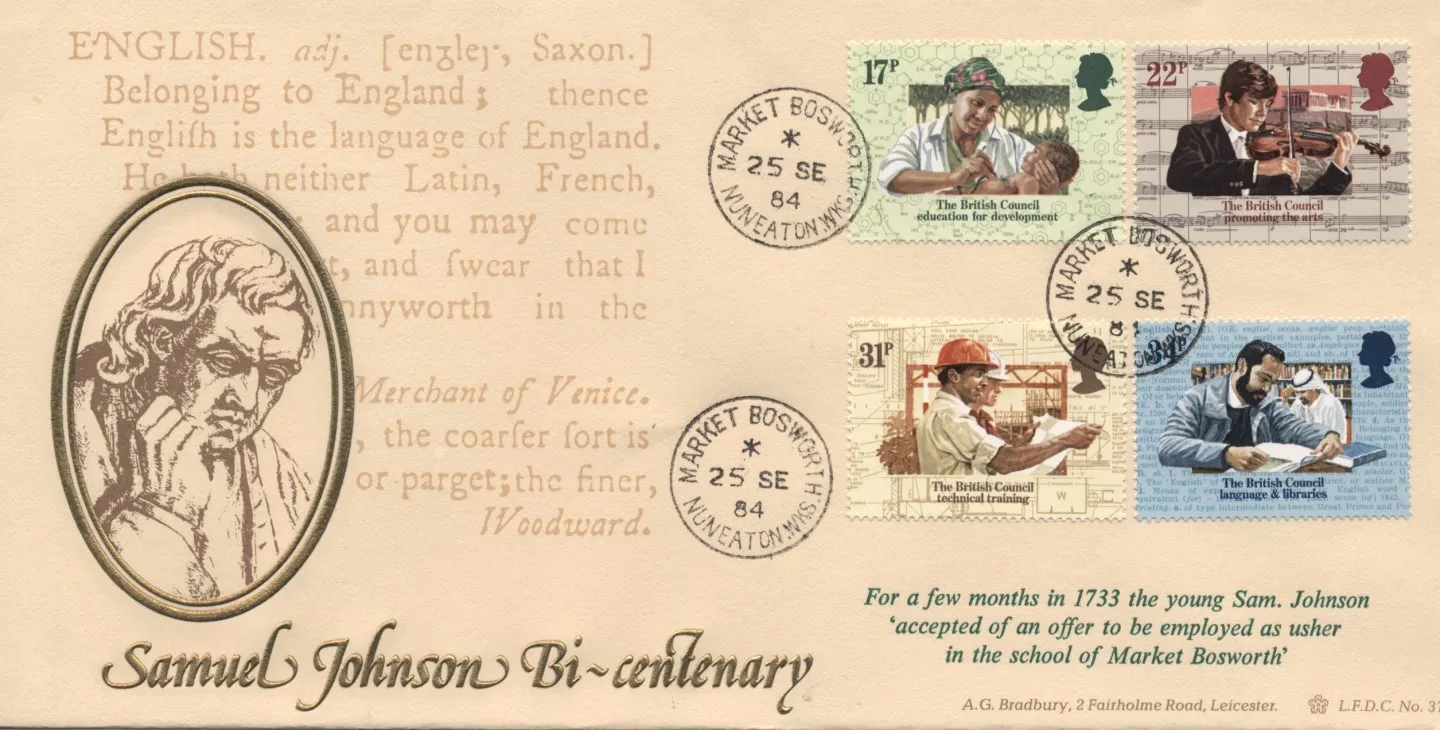 ENGLISH. adj. [engleſ, Saxon.]
Belonging to England; thence
Engliſh is the language of England.
He hath neither Latin, French,
and you may come
, and ſwear that I
nnyworth in the
Merchant of Venice.
, the coarſer ſort is
or parget; the finer,
Woodward.
Samuel Johnson Bi-centenary
MARKET BOSWORTH
*
25 SE
84
NUNEATON.WKS.
17P
The British Council
education for development
22P
The British Council
promoting the arts
MARKET BOSWORTH
*
25 SE
84
NUNEATON.WKS.
31P
The British Council
technical training
W
34P
The British Council
language & libraries
MARKET BOSWORTH
*
25 SE
84
NUNEATON.WKS.
For a few months in 1733 the young Sam. Johnson
‘accepted of an offer to be employed as usher
in the school of Market Bosworth’
A.G. Bradbury, 2 Fairholme Road, Leicester.
L.F.D.C. No. 37